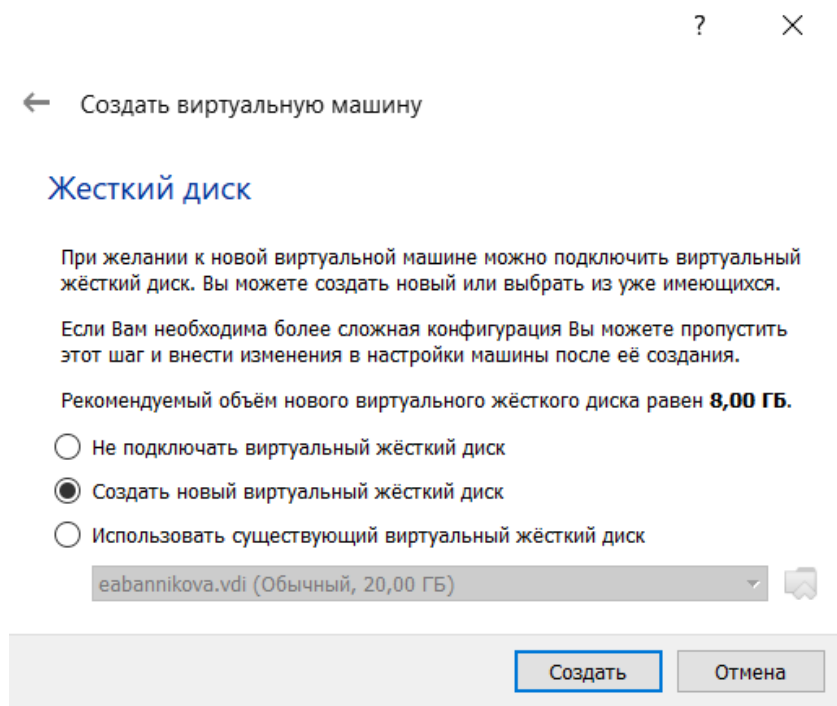 ?
Создать виртуальную машину
Жесткий диск
При желании к новой виртуальной машине можно подключить виртуальный
жёсткий диск. Вы можете создать новый или выбрать из уже имеющихся.
Если Вам необходима более сложная конфигурация Вы можете пропустить
этот шаг и внести изменения в настройки машины после её создания.
Рекомендуемый объём нового виртуального жёсткого диска равен 8,00 ГБ.
Не подключать виртуальный жёсткий диск
Создать новый виртуальный жёсткий диск
Использовать существующий виртуальный жёсткий диск
eabannikova.vdi (Обычный, 20,00 ГБ)
Создать Отмена